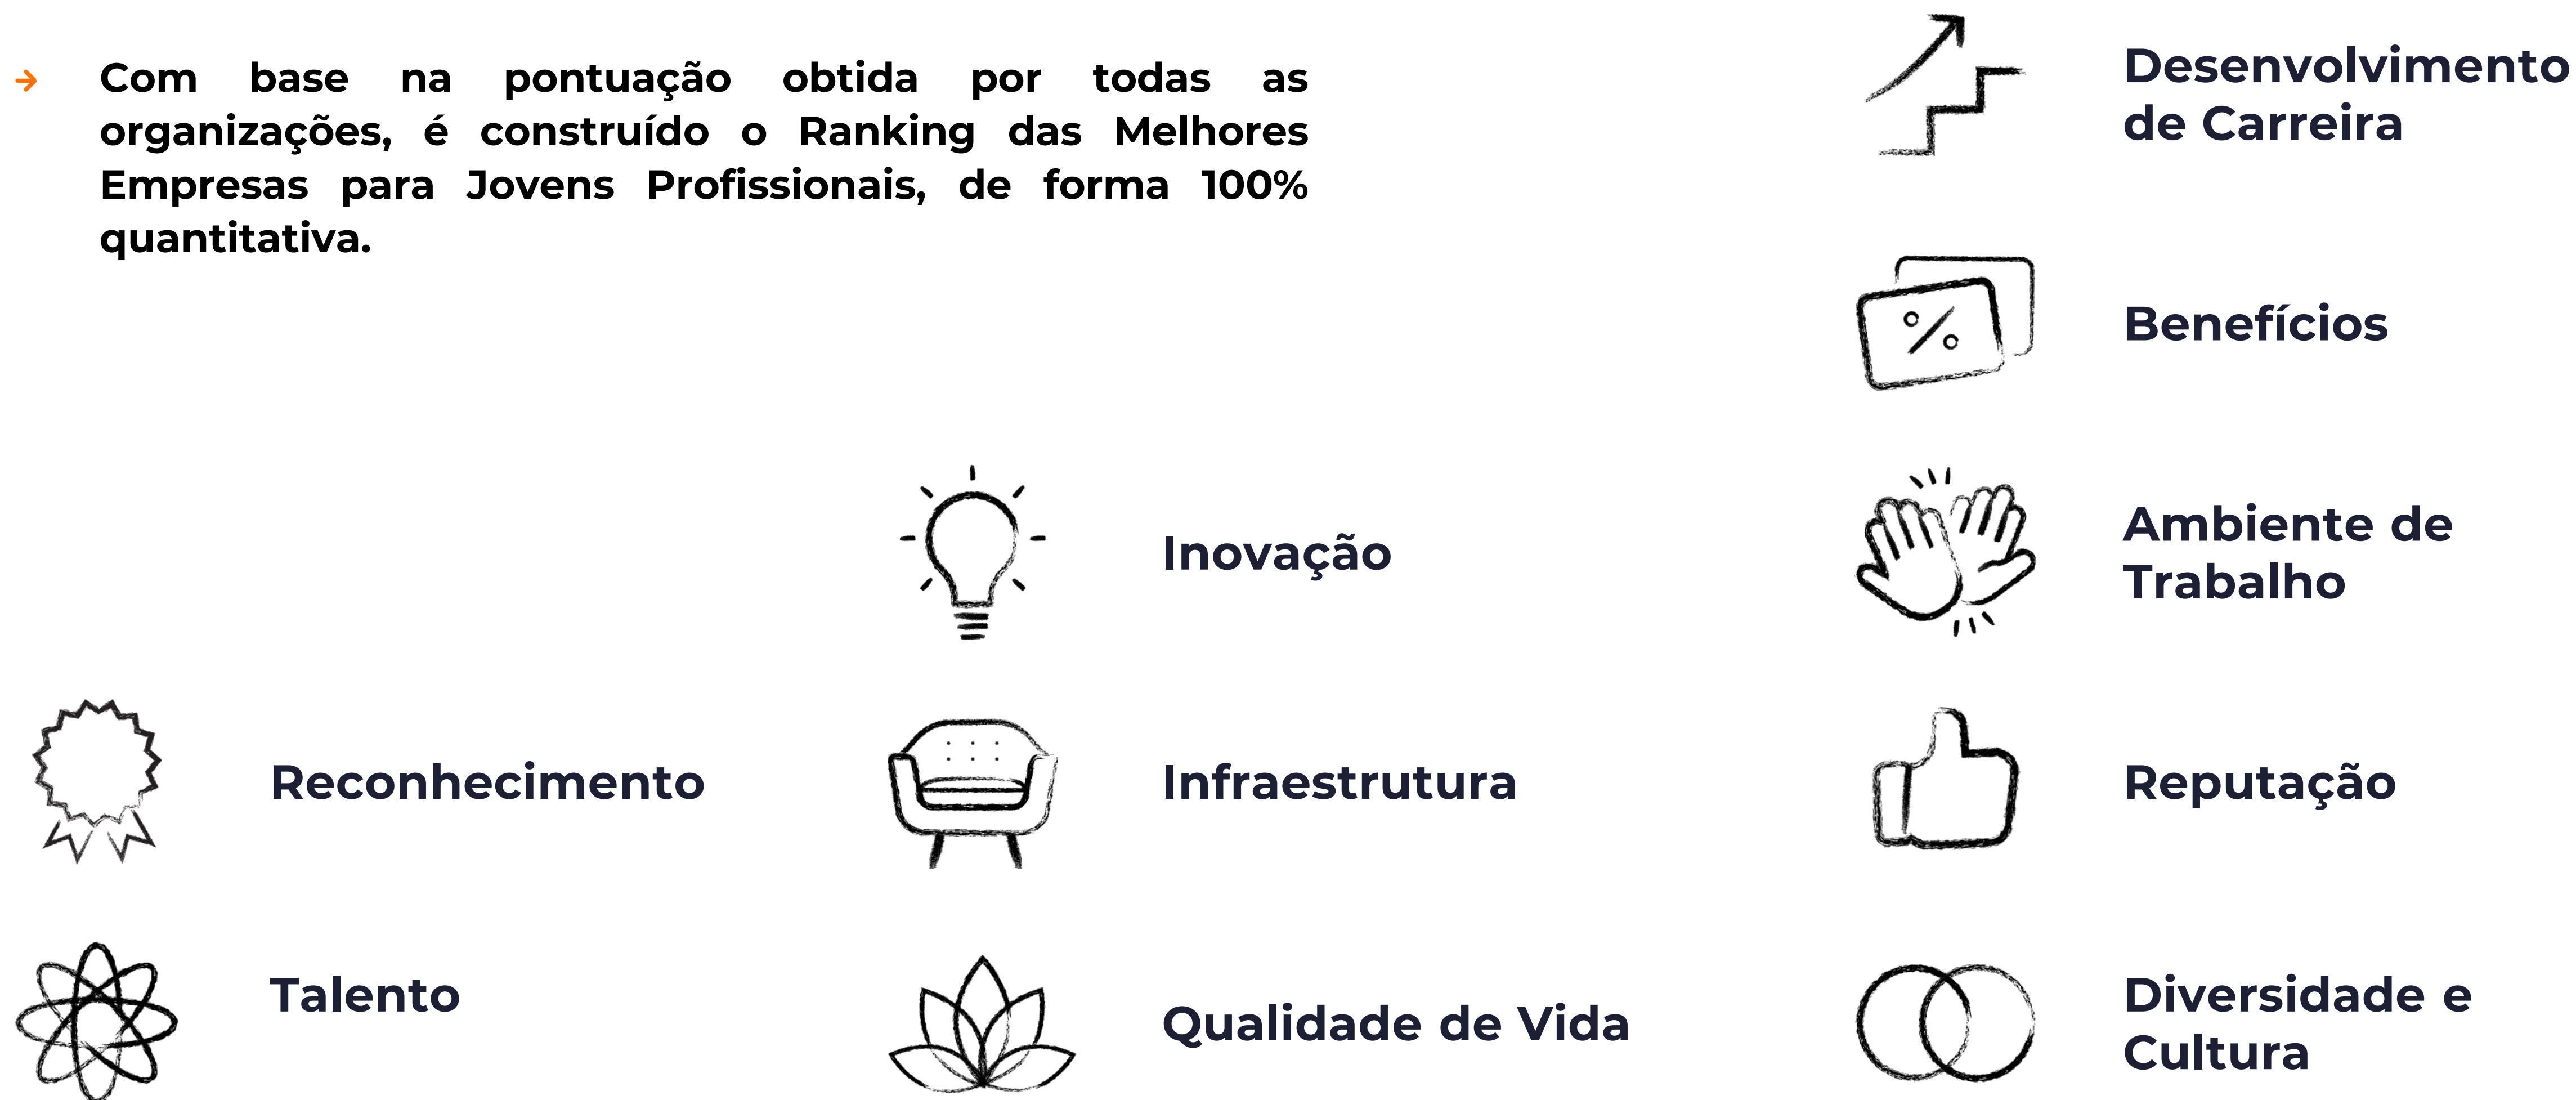 Com base na pontuação obtida por todas as
organizações, é construído o Ranking das Melhores
Empresas para Jovens Profissionais, de forma 100%
quantitativa.
Desenvolvimento
de Carreira
%
Benefícios
Inovação
Ambiente de
Trabalho
Reconhecimento
Infraestrutura
Reputação
Talento
Qualidade de Vida
Diversidade e
Cultura